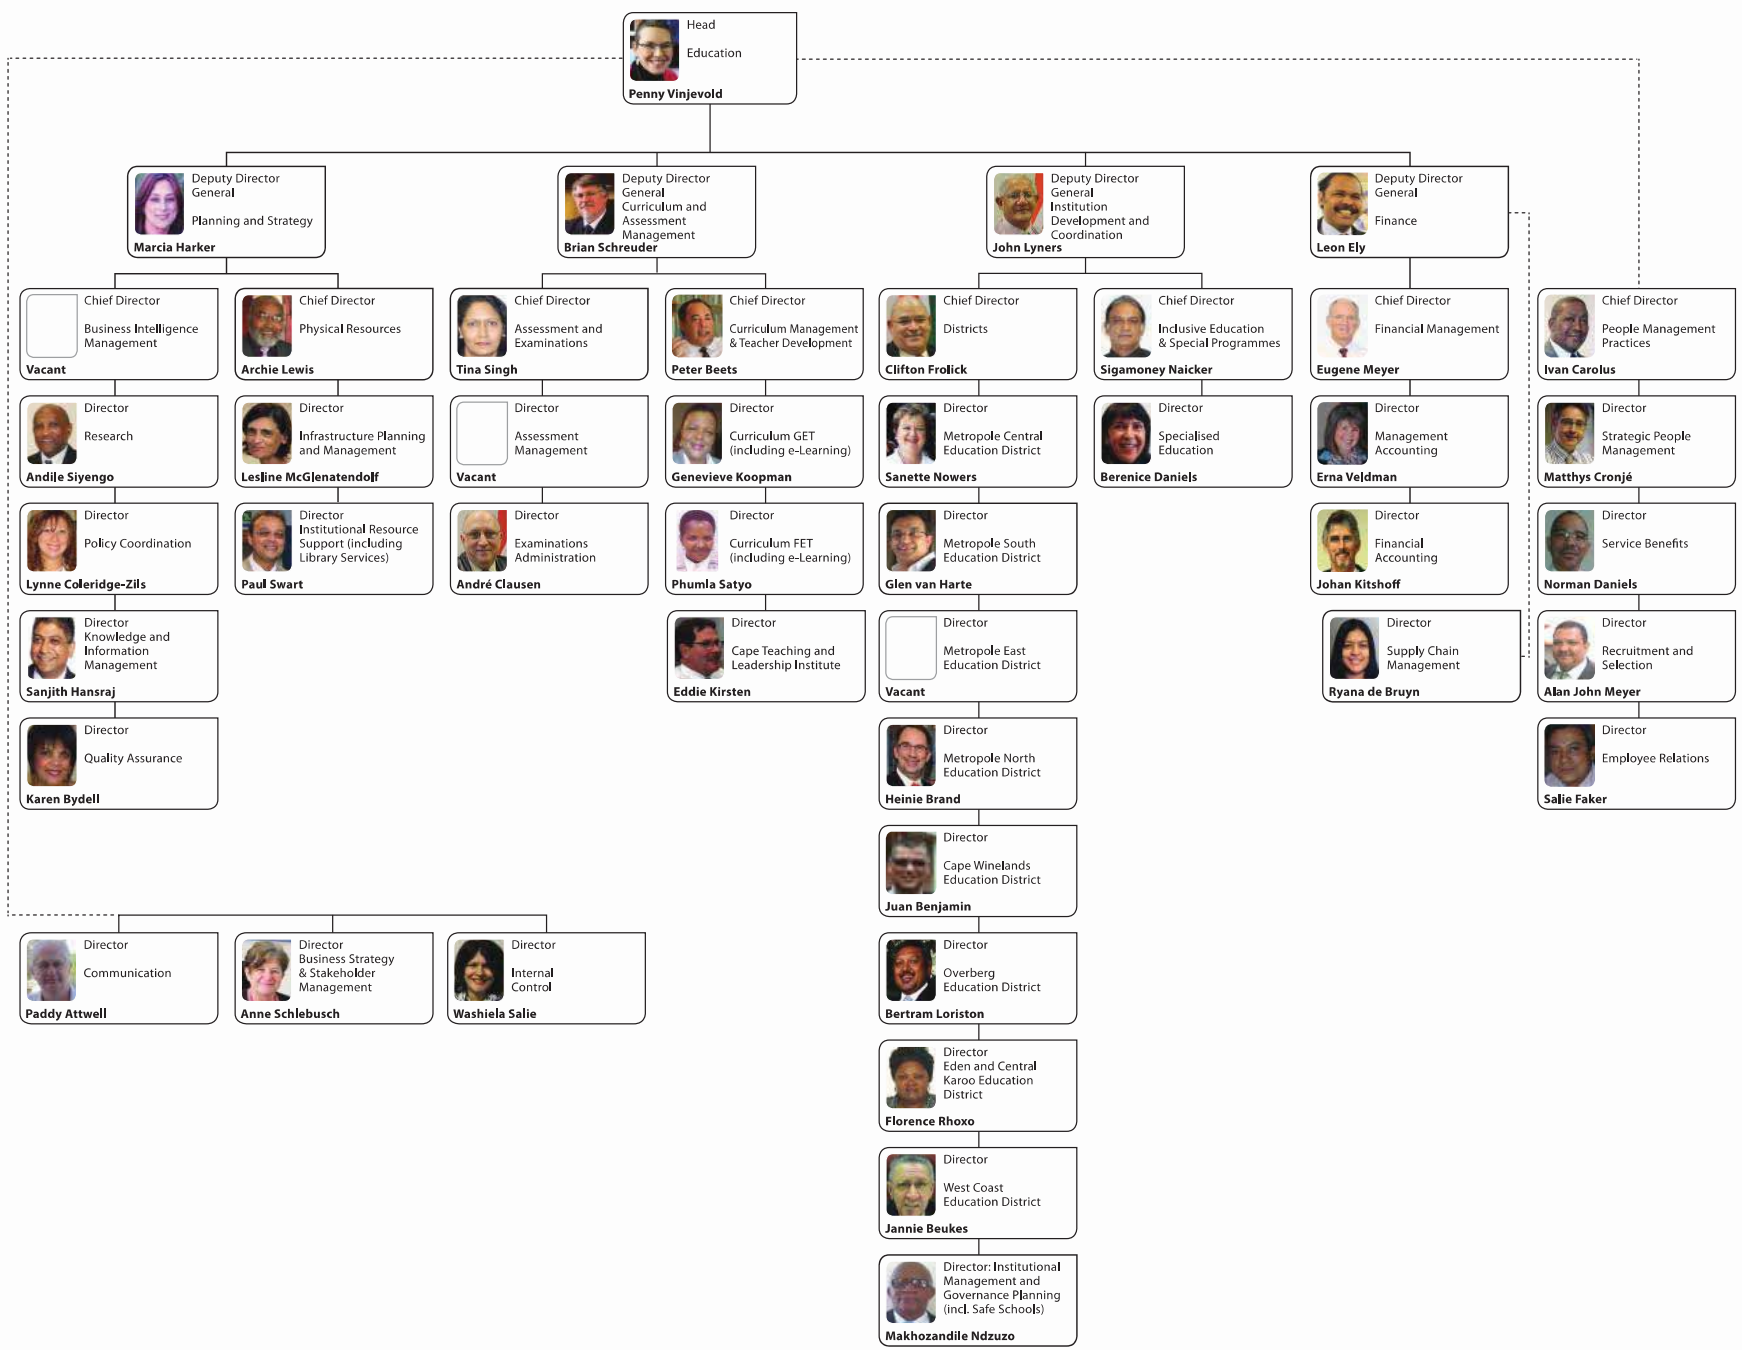 Head
Education
Penny Vinjevold
Deputy Director
General
Planning and Strategy
Marcia Harker
Deputy Director
General
Curriculum and
Assessment
Management
Brian Schreuder
Deputy Director
General
Institution
Development and
Coordination
John Lyners
Deputy Director
General
Finance
Leon Ely
Chief Director
Business Intelligence
Management
Vacant
Chief Director
Physical Resources
Archie Lewis
Chief Director
Assessment and
Examinations
Tina Singh
Chief Director
Curriculum Management
& Teacher Development
Peter Beets
Chief Director
Districts
Clifton Frolick
Chief Director
Inclusive Education
& Special Programmes
Sigamoney Naicker
Chief Director
Financial Management
Eugene Meyer
Chief Director
People Management
Practices
Ivan Carolus
Director
Research
Andile Siyengo
Director
Infrastructure Planning
and Management
Lesline McGlenatendolf
Director
Assessment
Management
Vacant
Director
Curriculum GET
(including e-Learning)
Genevieve Koopman
Director
Metropole Central
Education District
Sanette Nowers
Director
Specialised
Education
Berenice Daniels
Director
Management
Accounting
Erna Veldman
Director
Strategic People
Management
Matthys Cronjé
Director
Policy Coordination
Lynne Coleridge-Zils
Director
Institutional Resource
Support (including
Library Services)
Paul Swart
Director
Examinations
Administration
André Clausen
Director
Curriculum FET
(including e-Learning)
Phumla Satyo
Director
Metropole South
Education District
Glen van Harte
Director
Financial
Accounting
Johan Kitshoff
Director
Service Benefits
Norman Daniels
Director
Knowledge and
Information
Management
Sanjith Hansraj
Director
Cape Teaching and
Leadership Institute
Eddie Kirsten
Director
Metropole East
Education District
Vacant
Director
Supply Chain
Management
Ryana de Bruyn
Director
Recruitment and
Selection
Alan John Meyer
Director
Quality Assurance
Karen Bydell
Director
Metropole North
Education District
Heinie Brand
Director
Employee Relations
Salie Faker
Director
Cape Winelands
Education District
Juan Benjamin
Director
Communication
Paddy Attwell
Director
Business Strategy
& Stakeholder
Management
Anne Schlebusch
Director
Internal
Control
Washiela Salie
Director
Overberg
Education District
Bertram Loriston
Director
Eden and Central
Karoo Education
District
Florence Rhoxo
Director
West Coast
Education District
Jannie Beukes
Director: Institutional
Management and
Governance Planning
(incl. Safe Schools)
Makhozandile Ndzuzo